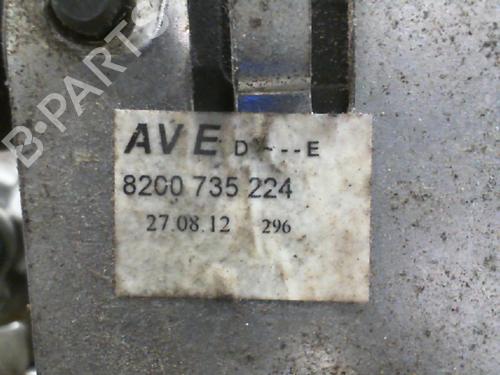 B-PARTS
AVE D - - - E
8200 735 224
27.08.12 296